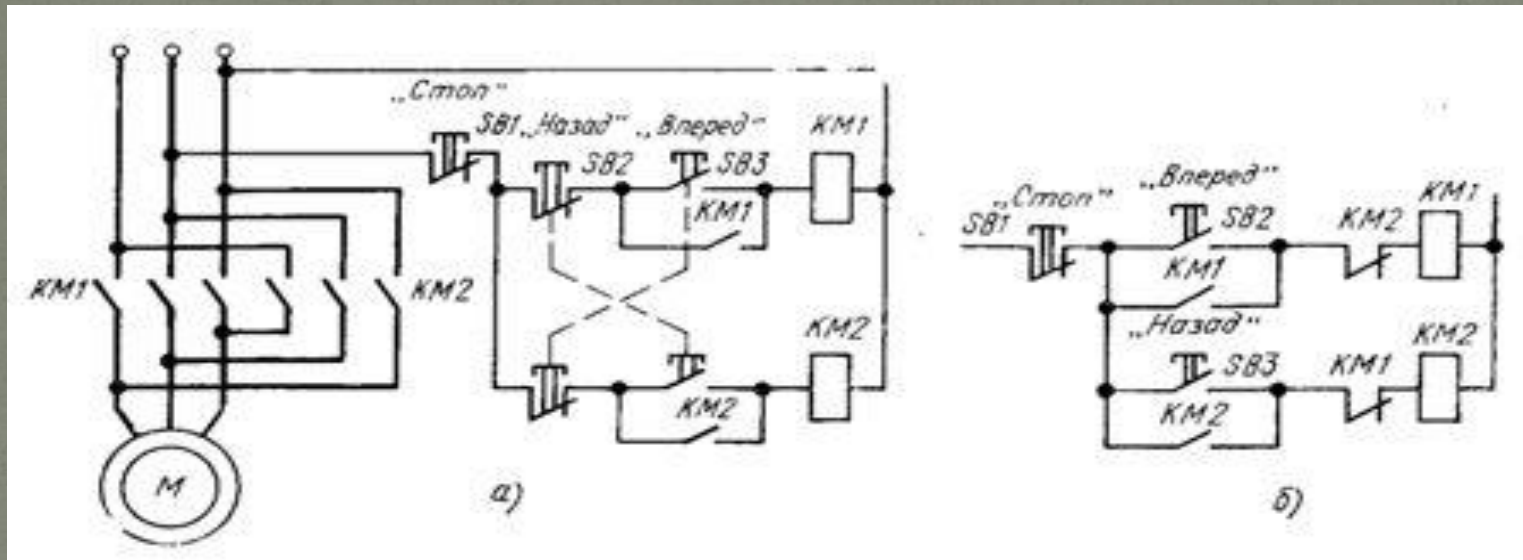 „Стоп“
SB1 „Назад“ „Вперед“ KM1
SB2 SB3
KM1
KM1 KM2
KM2
KM2
М
а)
„Вперед“
„Стоп“
SB1 SB2 KM2 KM1
KM1
„Назад“
SB3 KM1 KM2
KM2
б)